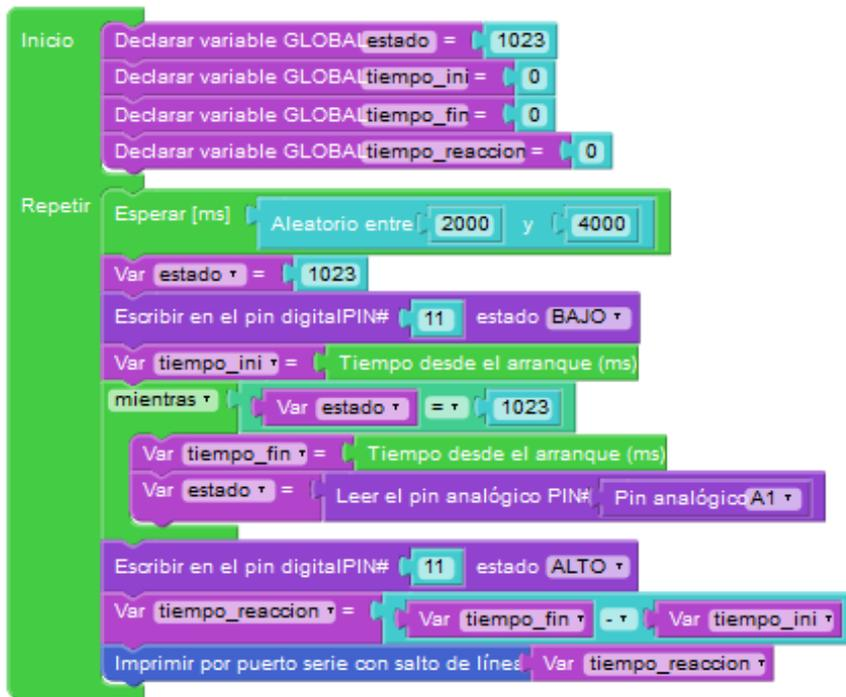 Inicio Declarar variable GLOBAL estado = 1023
Declarar variable GLOBAL tiempo_ini = 0
Declarar variable GLOBAL tiempo_fin = 0
Declarar variable GLOBAL tiempo_reaccion = 0
Repetir Esperar [ms] Aleatorio entre 2000 y 4000
Var estado = 1023
Escribir en el pin digitalPIN# 11 estado BAJO
Var tiempo_ini = Tiempo desde el arranque (ms)
mientras Var estado = 1023
Var tiempo_fin = Tiempo desde el arranque (ms)
Var estado = Leer el pin analógico PIN# Pin analógico A1
Escribir en el pin digitalPIN# 11 estado ALTO
Var tiempo_reaccion = Var tiempo_fin - Var tiempo_ini
Imprimir por puerto serie con salto de línea Var tiempo_reaccion